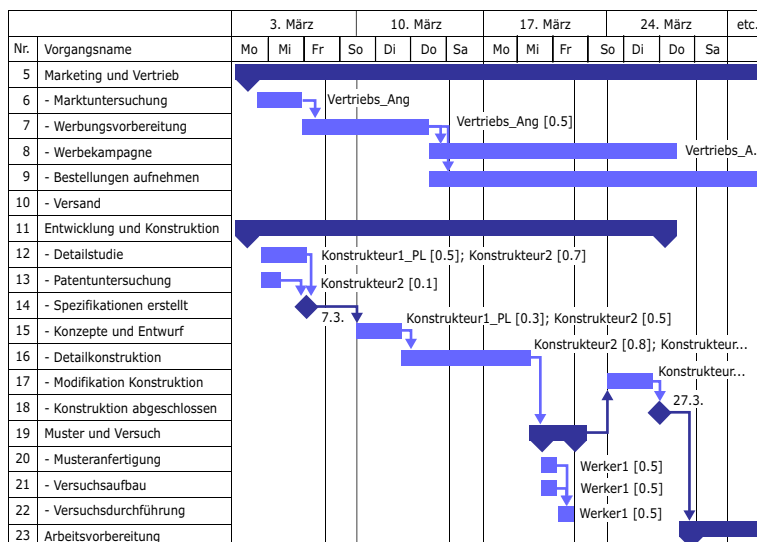 3. März 10. März 17. März 24. März etc.
Nr. Vorgangsname Mo Mi Fr So Di Do Sa Mo Mi Fr So Di Do Sa
5 Marketing und Vertrieb
6 - Marktuntersuchung Vertriebs_Ang
7 - Werbungsvorbereitung Vertriebs_Ang [0.5]
8 - Werbekampagne Vertriebs_A..
9 - Bestellungen aufnehmen
10 - Versand
11 Entwicklung und Konstruktion
12 - Detailstudie Konstrukteur1_PL [0.5]; Konstrukteur2 [0.7]
13 - Patentuntersuchung Konstrukteur2 [0.1]
14 - Spezifikationen erstellt 7.3.
15 - Konzepte und Entwurf Konstrukteur1_PL [0.3]; Konstrukteur2 [0.5]
16 - Detailkonstruktion Konstrukteur2 [0.8]; Konstrukteur...
17 - Modifikation Konstruktion Konstrukteur...
18 - Konstruktion abgeschlossen 27.3.
19 Muster und Versuch
20 - Musteranfertigung Werker1 [0.5]
21 - Versuchsaufbau Werker1 [0.5]
22 - Versuchsdurchführung Werker1 [0.5]
23 Arbeitsvorbereitung